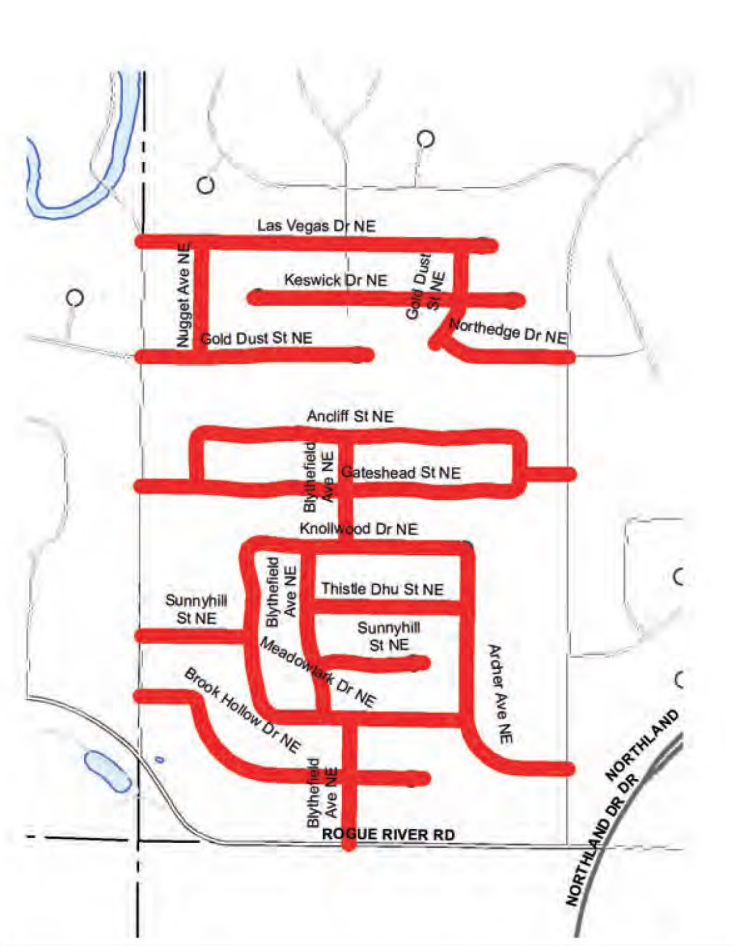 Las Vegas Dr NE
Nugget Ave NE
Keswick Dr NE
Gold Dust
St NE
Northedge Dr NE
Gold Dust St NE
Ancliff St NE
Blythefield
Ave NE
Gateshead St NE
Knollwood Dr NE
Blythefield
Ave NE
Thistle Dhu St NE
Sunnyhill
St NE
Sunnyhill
St NE
Meadowlark Dr NE
Archer Ave NE
Brook Hollow Dr NE
Blythefield
Ave NE
ROGUE RIVER RD
NORTHLAND
NORTHLAND DR DR